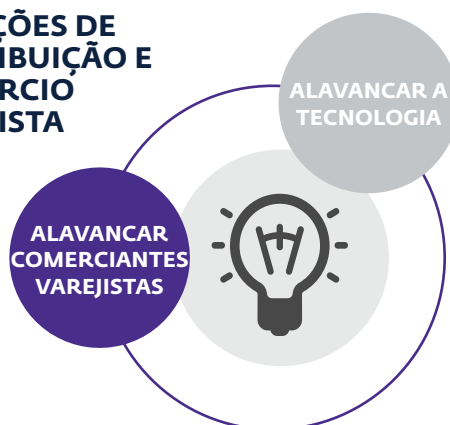 ÇÕES DE
IBUIÇÃO E
RCIO
ISTA
ALAVANCAR A
TECNOLOGIA
ALAVANCAR
COMERCIANTES
VAREJISTAS